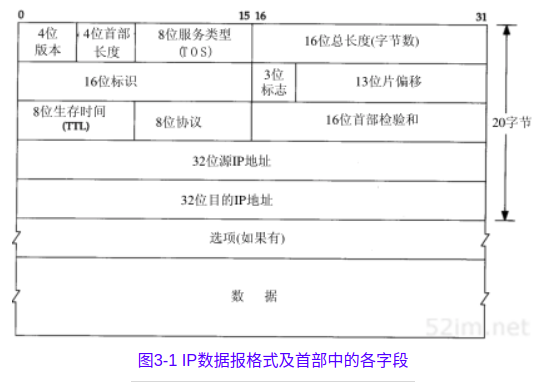 0 15 16 31
4位 4位首部 8位服务类型 16位总长度(字节数)
版本 长度 (TOS)
16位标识 3位 13位片偏移
标志
8位生存时间 8位协议 16位首部检验和
(TTL)
20字节
32位源IP地址
32位目的IP地址
选项(如果有)
数 据
52im.net
图3-1 IP数据报格式及首部中的各字段